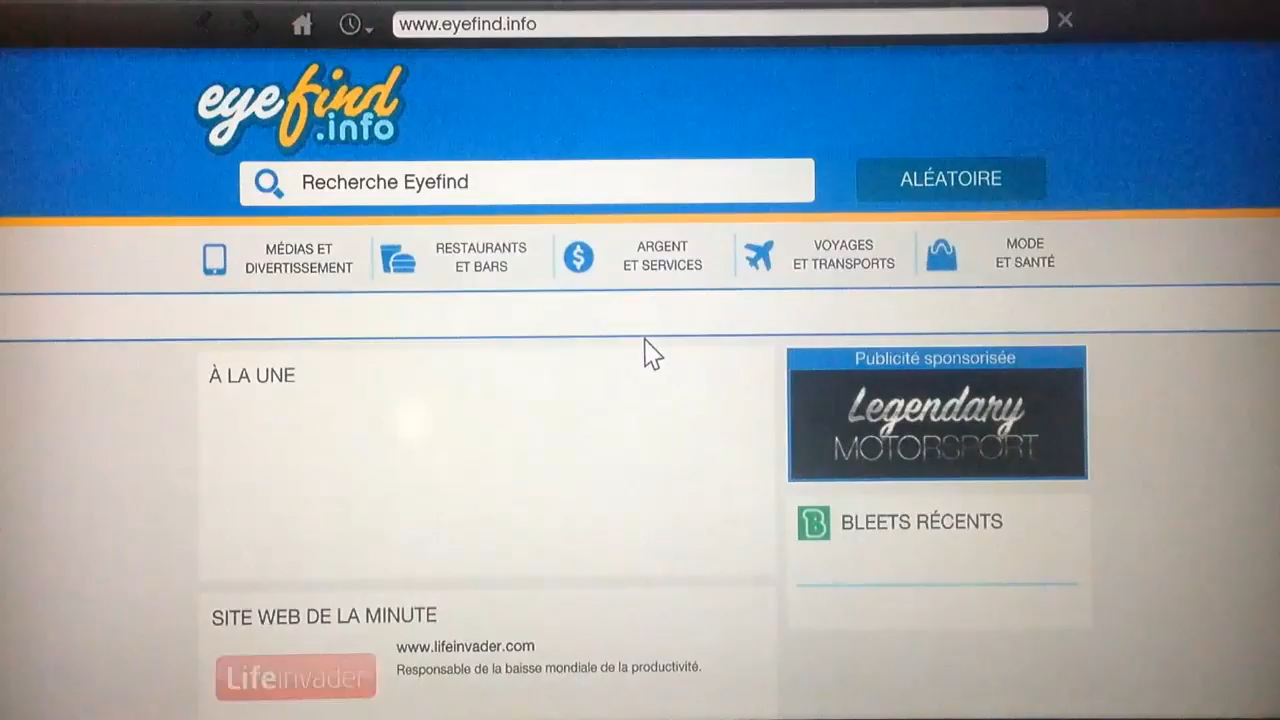 www.eyefind.info
eyefind
.info
Recherche Eyefind
ALÉATOIRE
MÉDIAS ET
DIVERTISSEMENT
RESTAURANTS
ET BARS
ARGENT
ET SERVICES
VOYAGES
ET TRANSPORTS
MODE
ET SANTÉ
À LA UNE
Publicité sponsorisée
Legendary
MOTORSPORT
B BLEETS RÉCENTS
SITE WEB DE LA MINUTE
www.lifeinvader.com
Lifeinvader
Responsable de la baisse mondiale de la productivité.